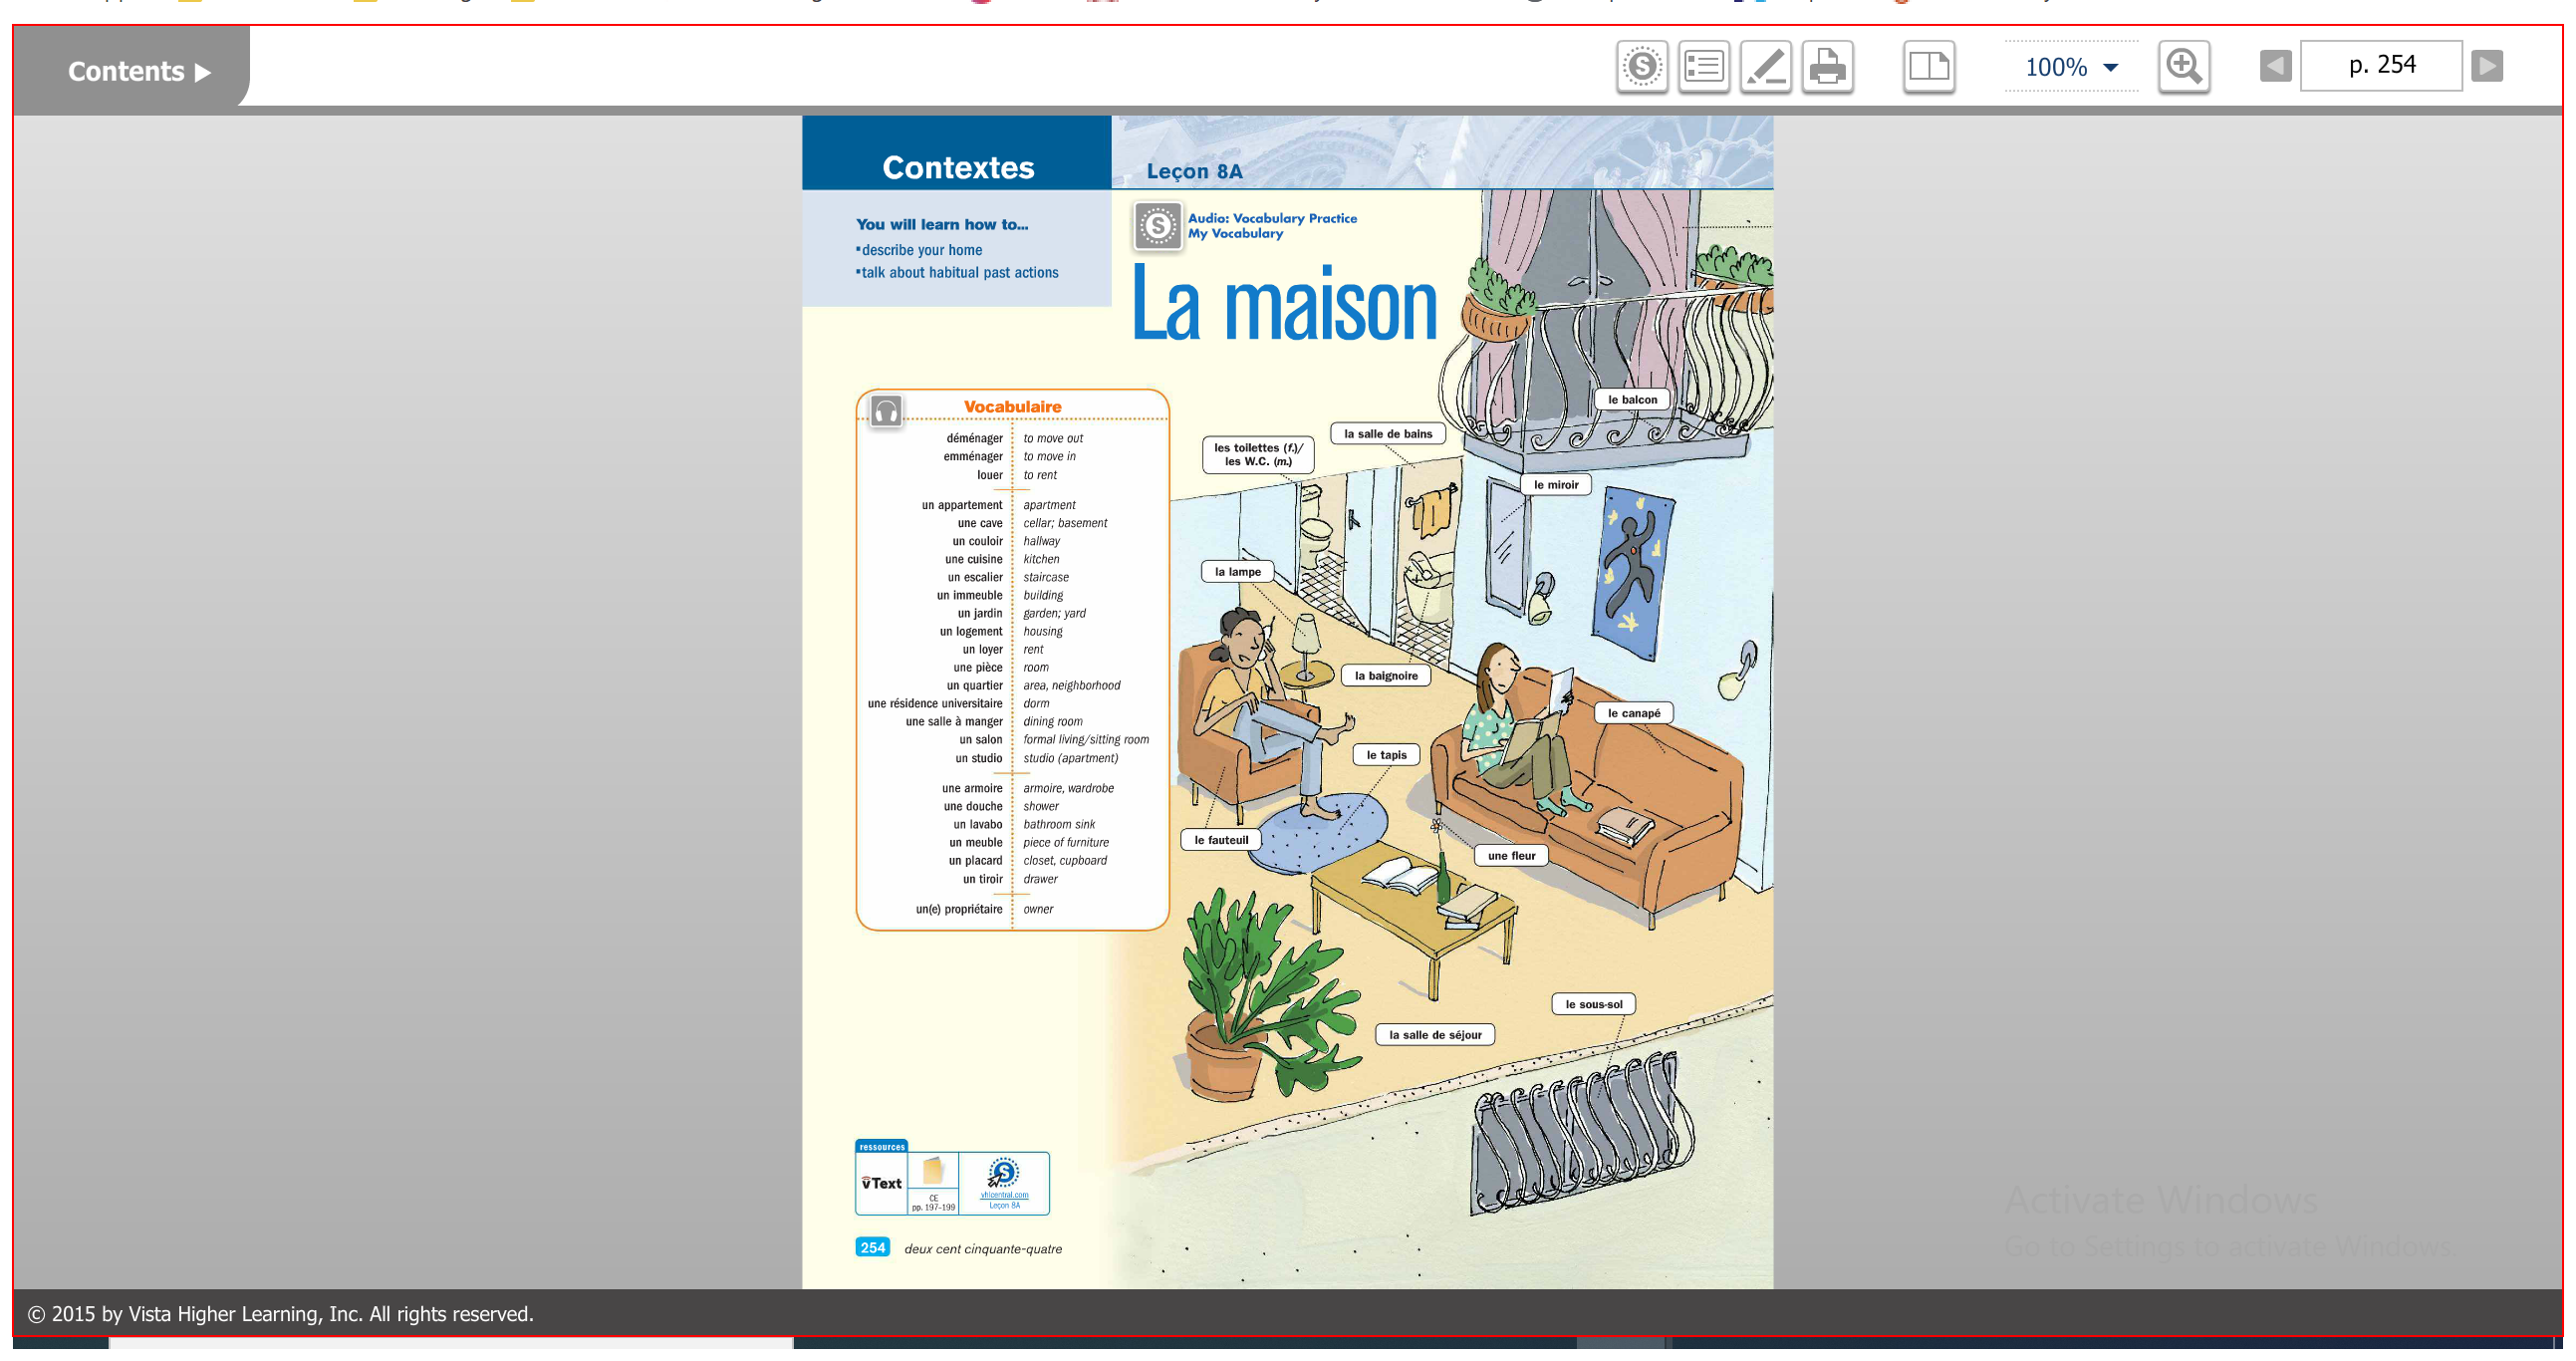 Contents
100%
p. 254
Contextes
Leçon 8A
You will learn how to...
▪describe your home
▪talk about habitual past actions
Audio: Vocabulary Practice
My Vocabulary
La maison
Vocabulaire
déménager to move out
emménager to move in
louer to rent
un appartement apartment
une cave cellar; basement
un couloir hallway
une cuisine kitchen
un escalier staircase
un immeuble building
un jardin garden; yard
un logement housing
un loyer rent
une pièce room
un quartier area, neighborhood
une résidence universitaire dorm
une salle à manger dining room
un salon formal living/sitting room
un studio studio (apartment)
une armoire armoire, wardrobe
une douche shower
un lavabo bathroom sink
un meuble piece of furniture
un placard closet, cupboard
un tiroir drawer
un(e) propriétaire owner
le balcon
la salle de bains
les toilettes (f.)/
les W.C. (m.)
le miroir
la lampe
la baignoire
le canapé
le tapis
le fauteuil
une fleur
le sous-sol
la salle de séjour
ressources
vText
CE
pp. 197-199
vhlcentral.com
Leçon 8A
254 deux cent cinquante-quatre
Activate Windows
Go to Settings to activate Windows.
© 2015 by Vista Higher Learning, Inc. All rights reserved.